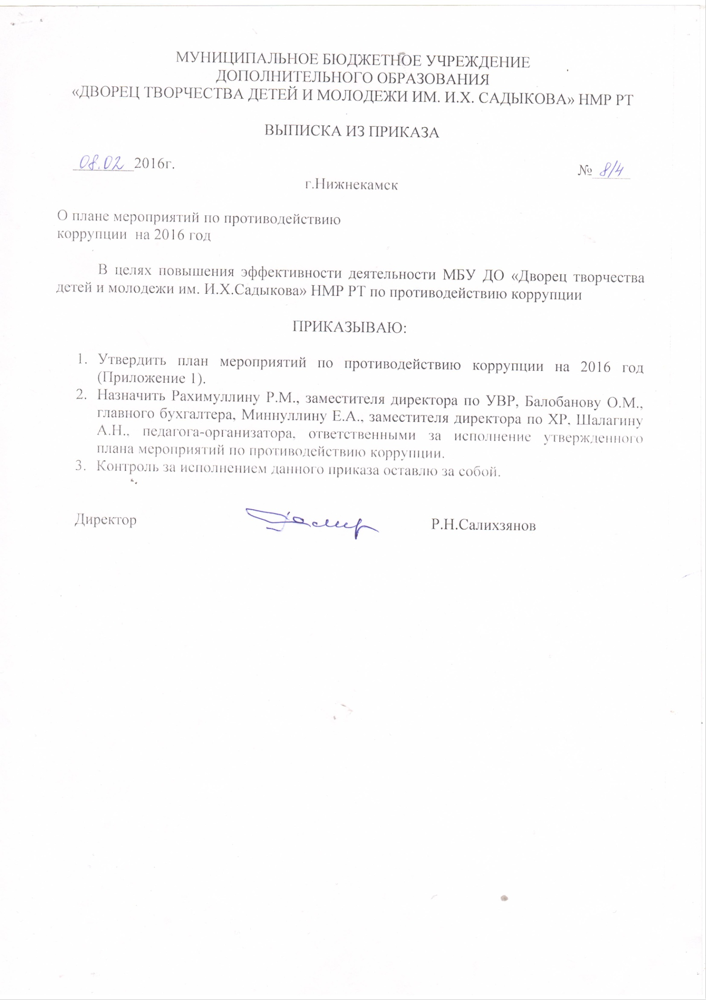 МУНИЦИПАЛЬНОЕ БЮДЖЕТНОЕ УЧРЕЖДЕНИЕ
ДОПОЛНИТЕЛЬНОГО ОБРАЗОВАНИЯ
«ДВОРЕЦ ТВОРЧЕСТВА ДЕТЕЙ И МОЛОДЕЖИ ИМ. И.Х. САДЫКОВА» НМР РТ
ВЫПИСКА ИЗ ПРИКАЗА
08.02 2016г.
№ 8/4
г.Нижнекамск
О плане мероприятий по противодействию
коррупции на 2016 год
В целях повышения эффективности деятельности МБУ ДО «Дворец творчества
детей и молодежи им. И.Х.Садыкова» НМР РТ по противодействию коррупции
ПРИКАЗЫВАЮ:
1. Утвердить план мероприятий по противодействию коррупции на 2016 год
(Приложение 1).
2. Назначить Рахимуллину Р.М., заместителя директора по УВР, Балобанову О.М.,
главного бухгалтера, Миннуллину Е.А., заместителя директора по ХР, Шалагину
А.Н., педагога-организатора, ответственными за исполнение утвержденного
плана мероприятий по противодействию коррупции.
3. Контроль за исполнением данного приказа оставлю за собой.
Директор Р.Н.Салихзянов